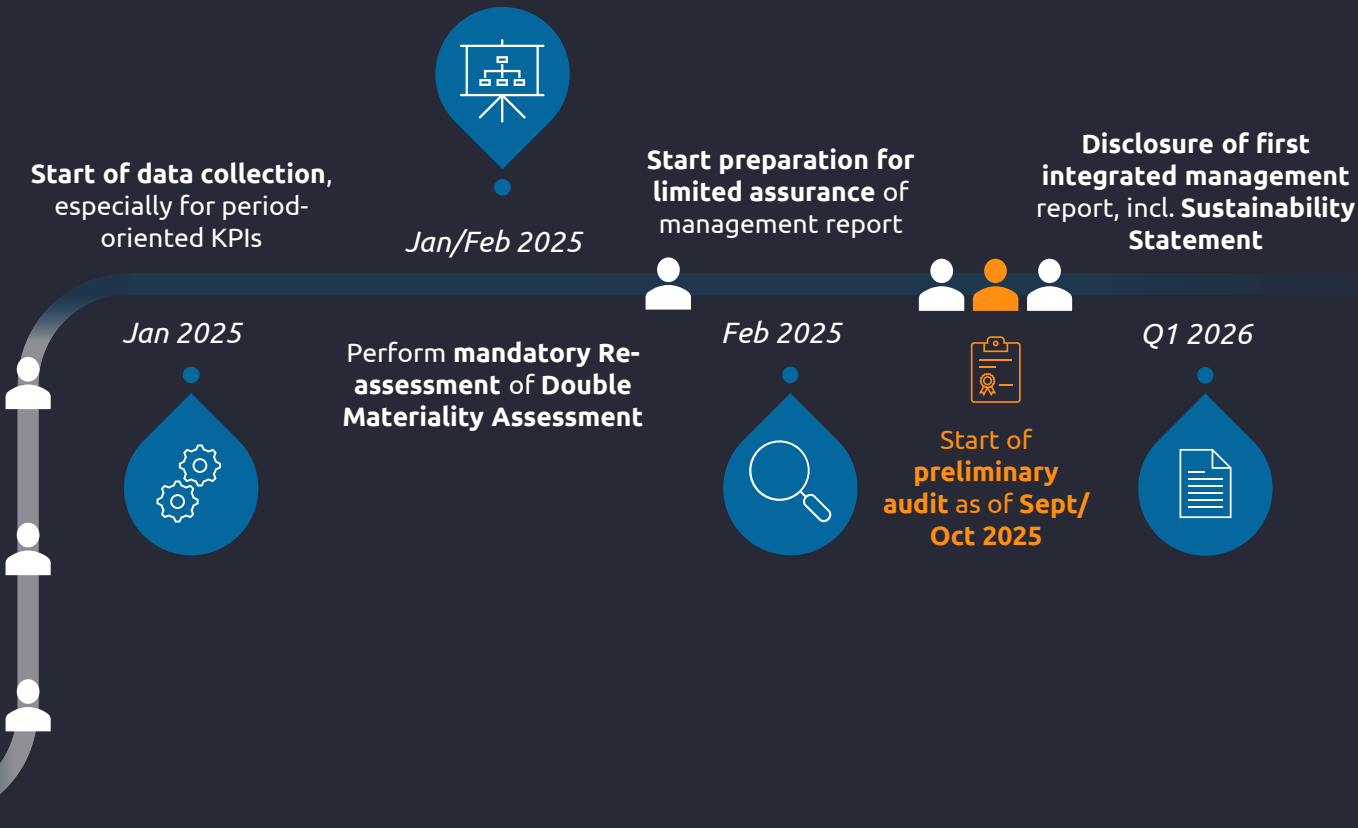 Start of data collection,
especially for period-
oriented KPIs
Jan 2025
Jan/Feb 2025
Perform mandatory Re-
assessment of Double
Materiality Assessment
Start preparation for
limited assurance of
management report
Feb 2025
Start of
preliminary
audit as of Sept/
Oct 2025
Disclosure of first
integrated management
report, incl. Sustainability
Statement
Q1 2026